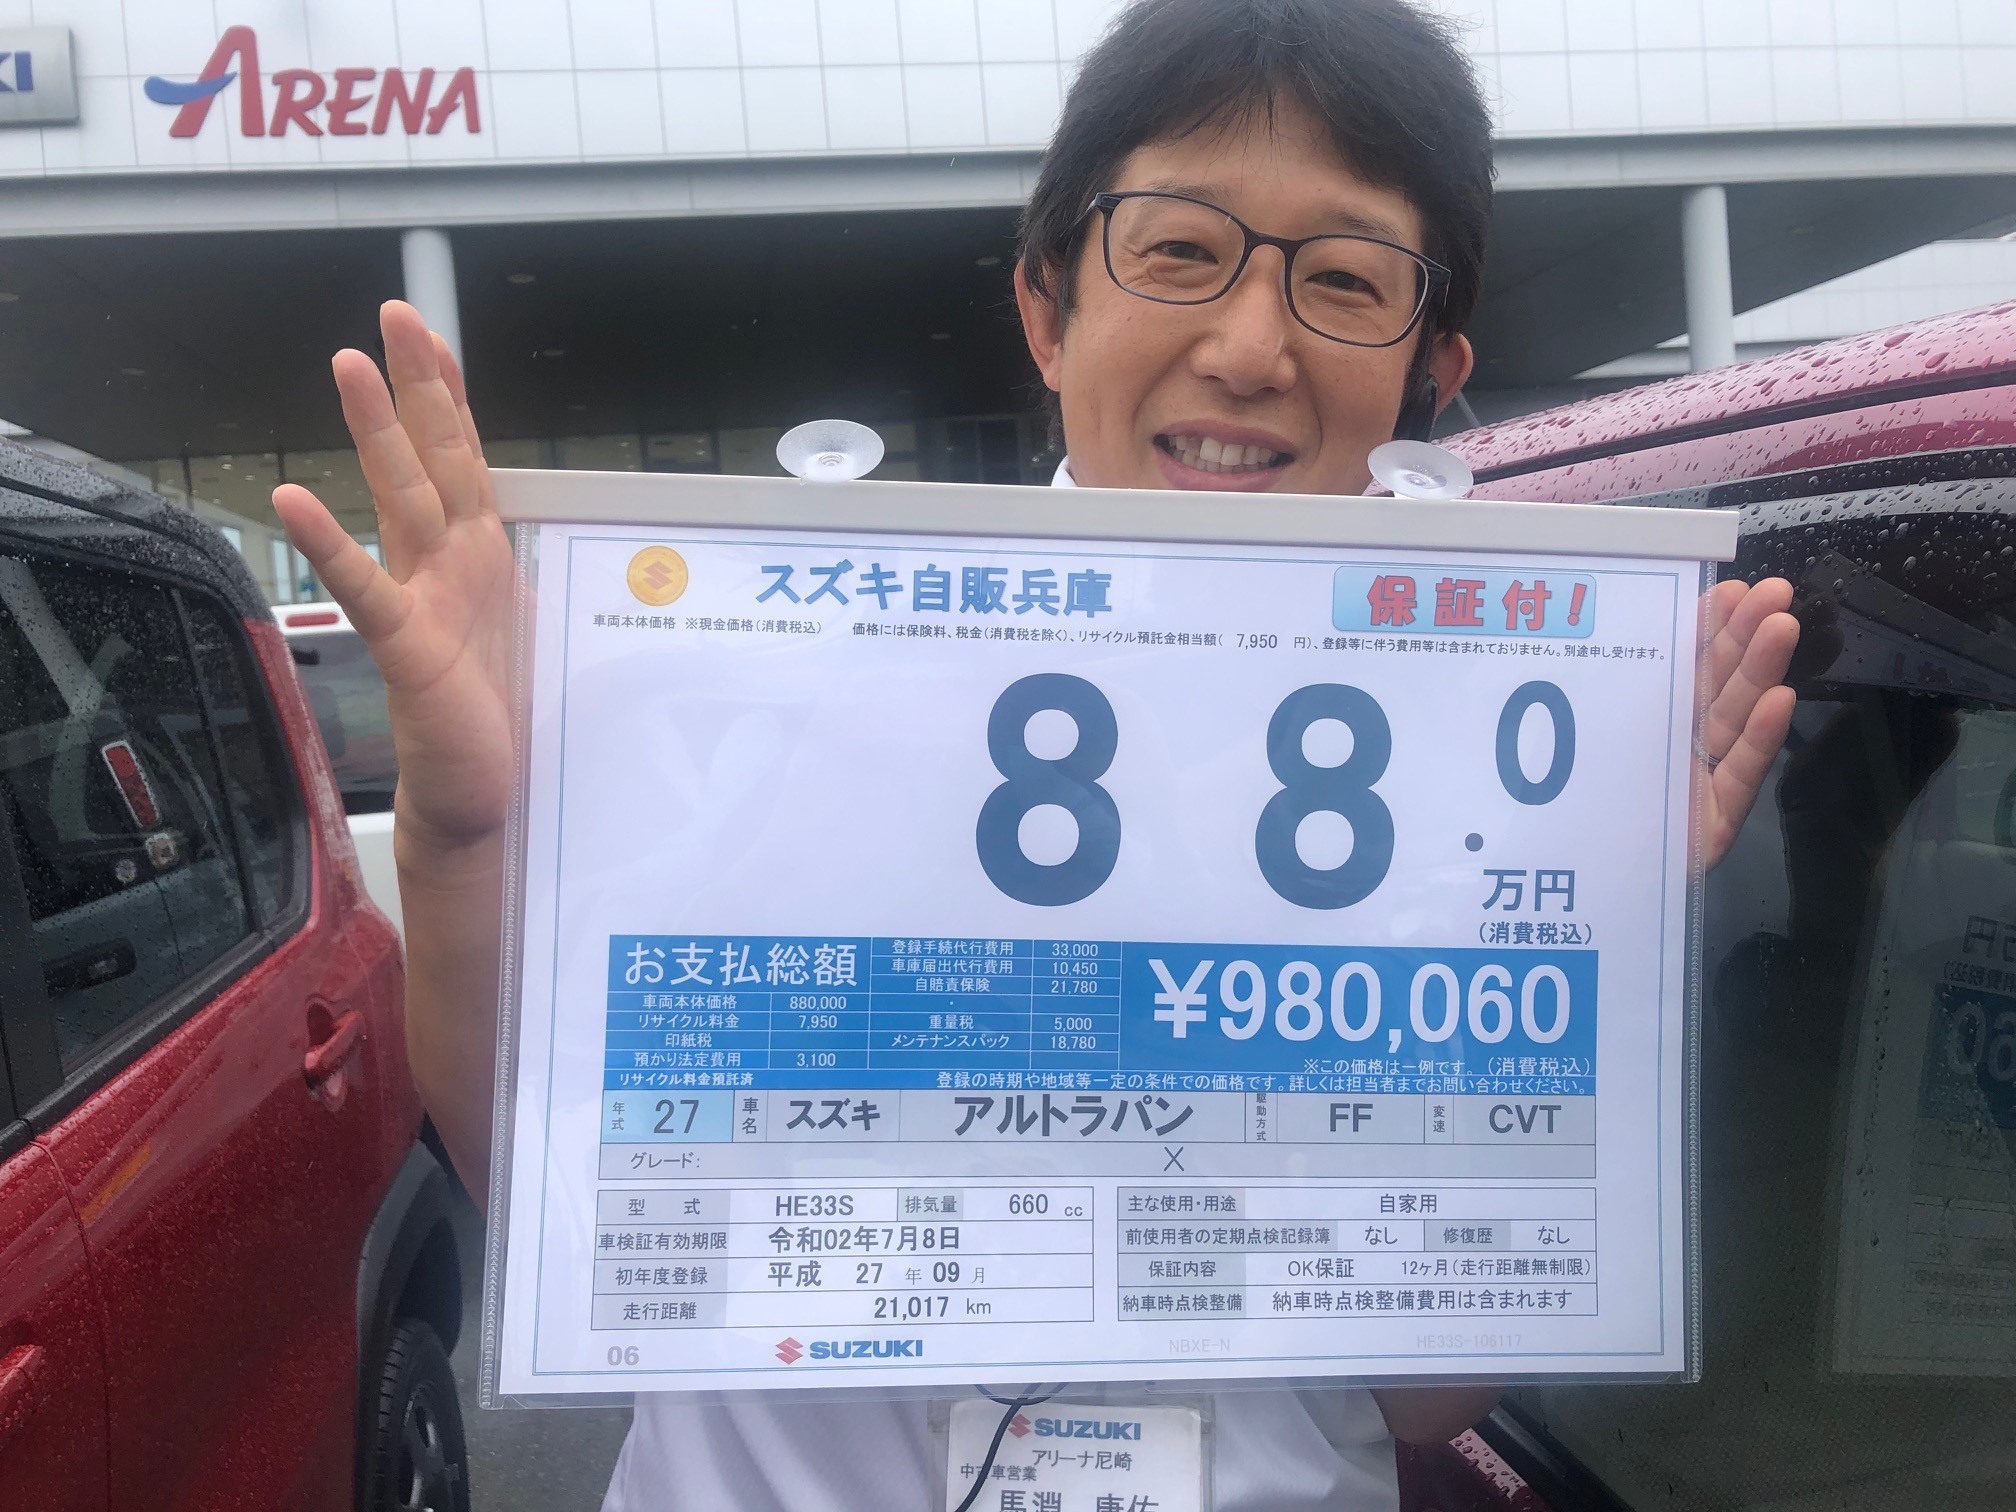 KI
ARENA
スズキ自販兵庫
保証付！
車両本体価格 ※現金価格（消費税込） 価格には保険料、税金（消費税を除く）、リサイクル預託金相当額（ 7,950 円）、登録等に伴う費用等は含まれておりません。別途申し受けます。
88.0
万円
（消費税込）
お支払総額
登録手続代行費用 33,000
車庫届出代行費用 10,450
自賠責保険 21,780
車両本体価格 880,000 ・
リサイクル料金 7,950 重量税 5,000
印紙税 メンテナンスパック 18,780
預かり法定費用 3,100
¥980,060
※この価格は一例です。（消費税込）
リサイクル料金預託済 登録の時期や地域等一定の条件での価格です。詳しくは担当者までお問い合わせください。
年式 27 車名 スズキ アルトラパン 駆動方式 FF 変速 CVT
グレード： X
型 式 HE33S 排気量 660 cc
車検証有効期限 令和02年7月8日
初年度登録 平成 27 年 09 月
走行距離 21,017 km
主な使用・用途 自家用
前使用者の定期点検記録簿 なし 修復歴 なし
保証内容 OK保証 12ヶ月（走行距離無制限）
納車時点検整備 納車時点検整備費用は含まれます
06 SUZUKI NBXE-N HE33S-106117
SUZUKI
アリーナ尼崎
中古車営業
馬淵 康佑